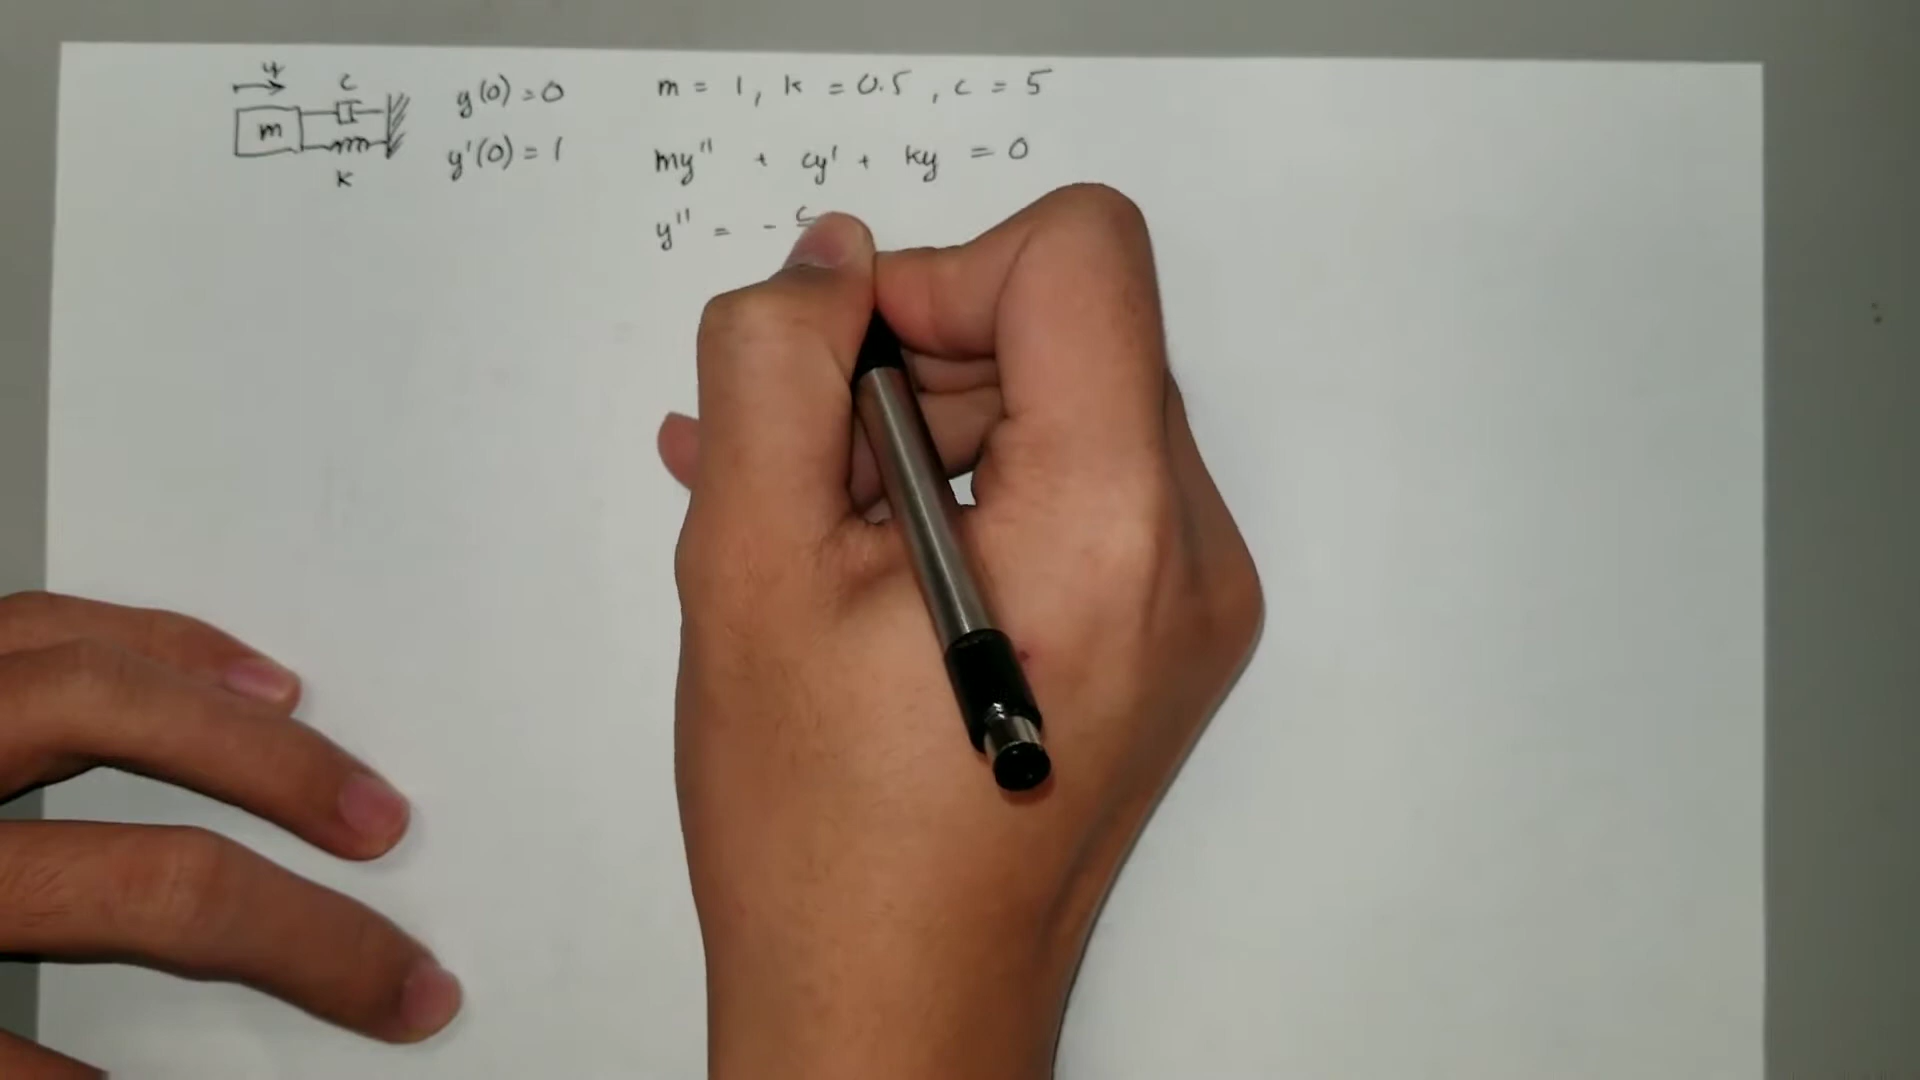 y
c
m
k
y(0) = 0
y'(0) = 1
m = 1, k = 0.5, c = 5
my'' + cy' + ky = 0
y'' = - c